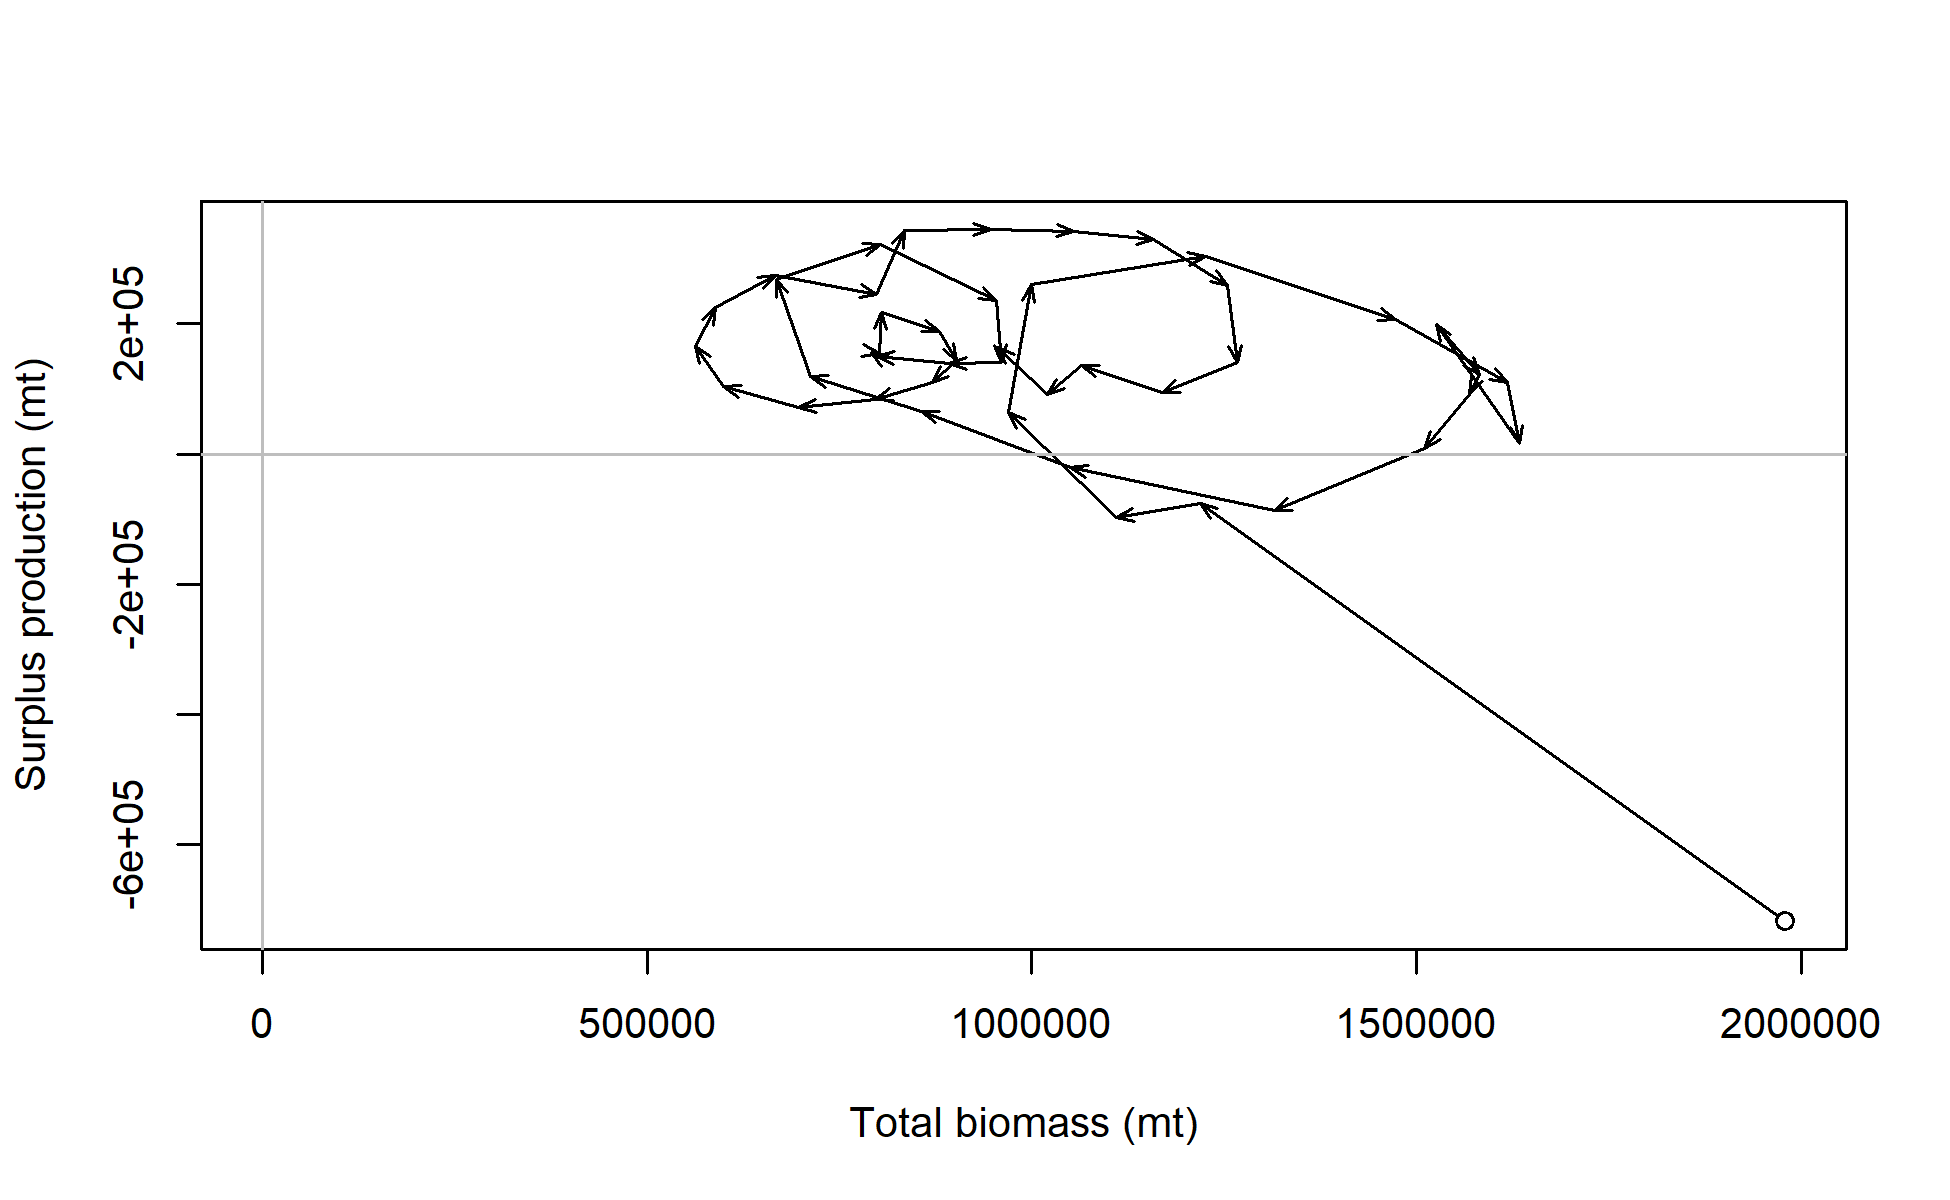 Surplus production (mt)
2e+05
-2e+05
-6e+05
0 500000 1000000 1500000 2000000
Total biomass (mt)